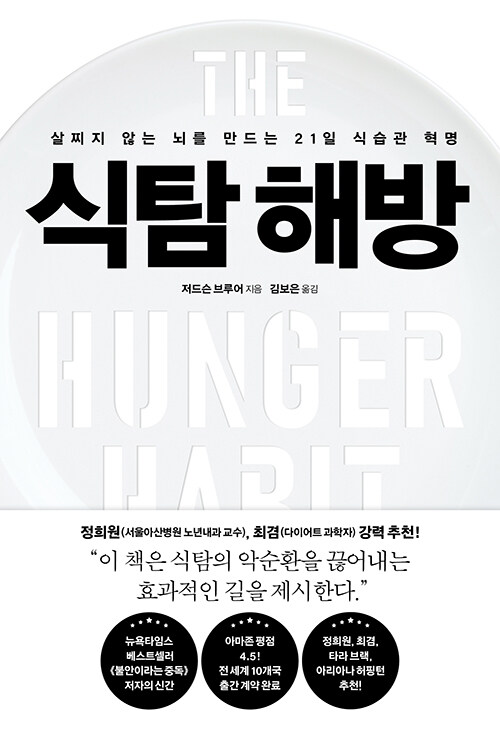 THE
살찌지 않는 뇌를 만드는 21일 식습관 혁명
식탐 해방
저드슨 브루어 지음 김보은 옮김
HUNGER
HABIT
정희원(서울아산병원 노년내과 교수), 최겸(다이어트 과학자) 강력 추천!
“이 책은 식탐의 악순환을 끊어내는
효과적인 길을 제시한다.”
뉴욕타임스
베스트셀러
《불안이라는 중독》
저자의 신간
아마존 평점
4.5!
전 세계 10개국
출간 계약 완료
정희원, 최겸,
타라 브랙,
아리아나 허핑턴
추천!